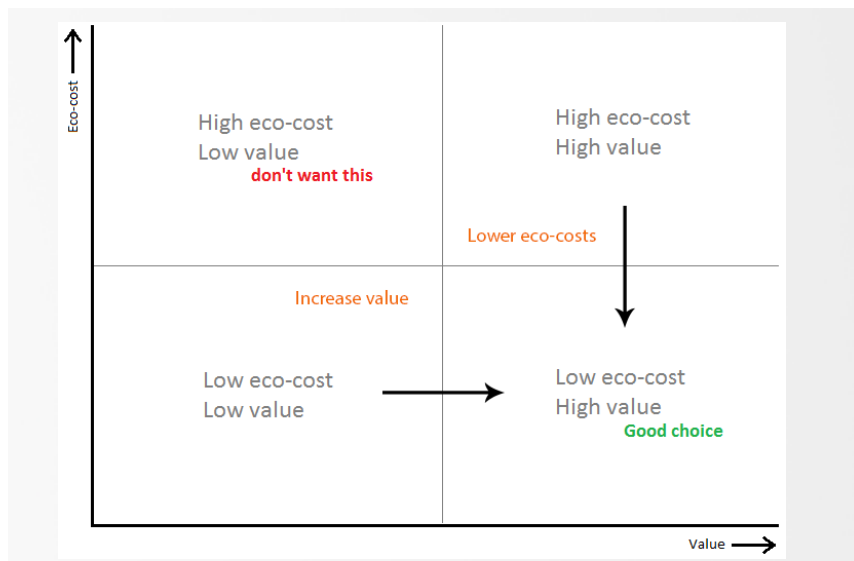 Eco-cost
High eco-cost
Low value
don't want this
High eco-cost
High value
Lower eco-costs
Increase value
Low eco-cost
Low value
Low eco-cost
High value
Good choice
Value